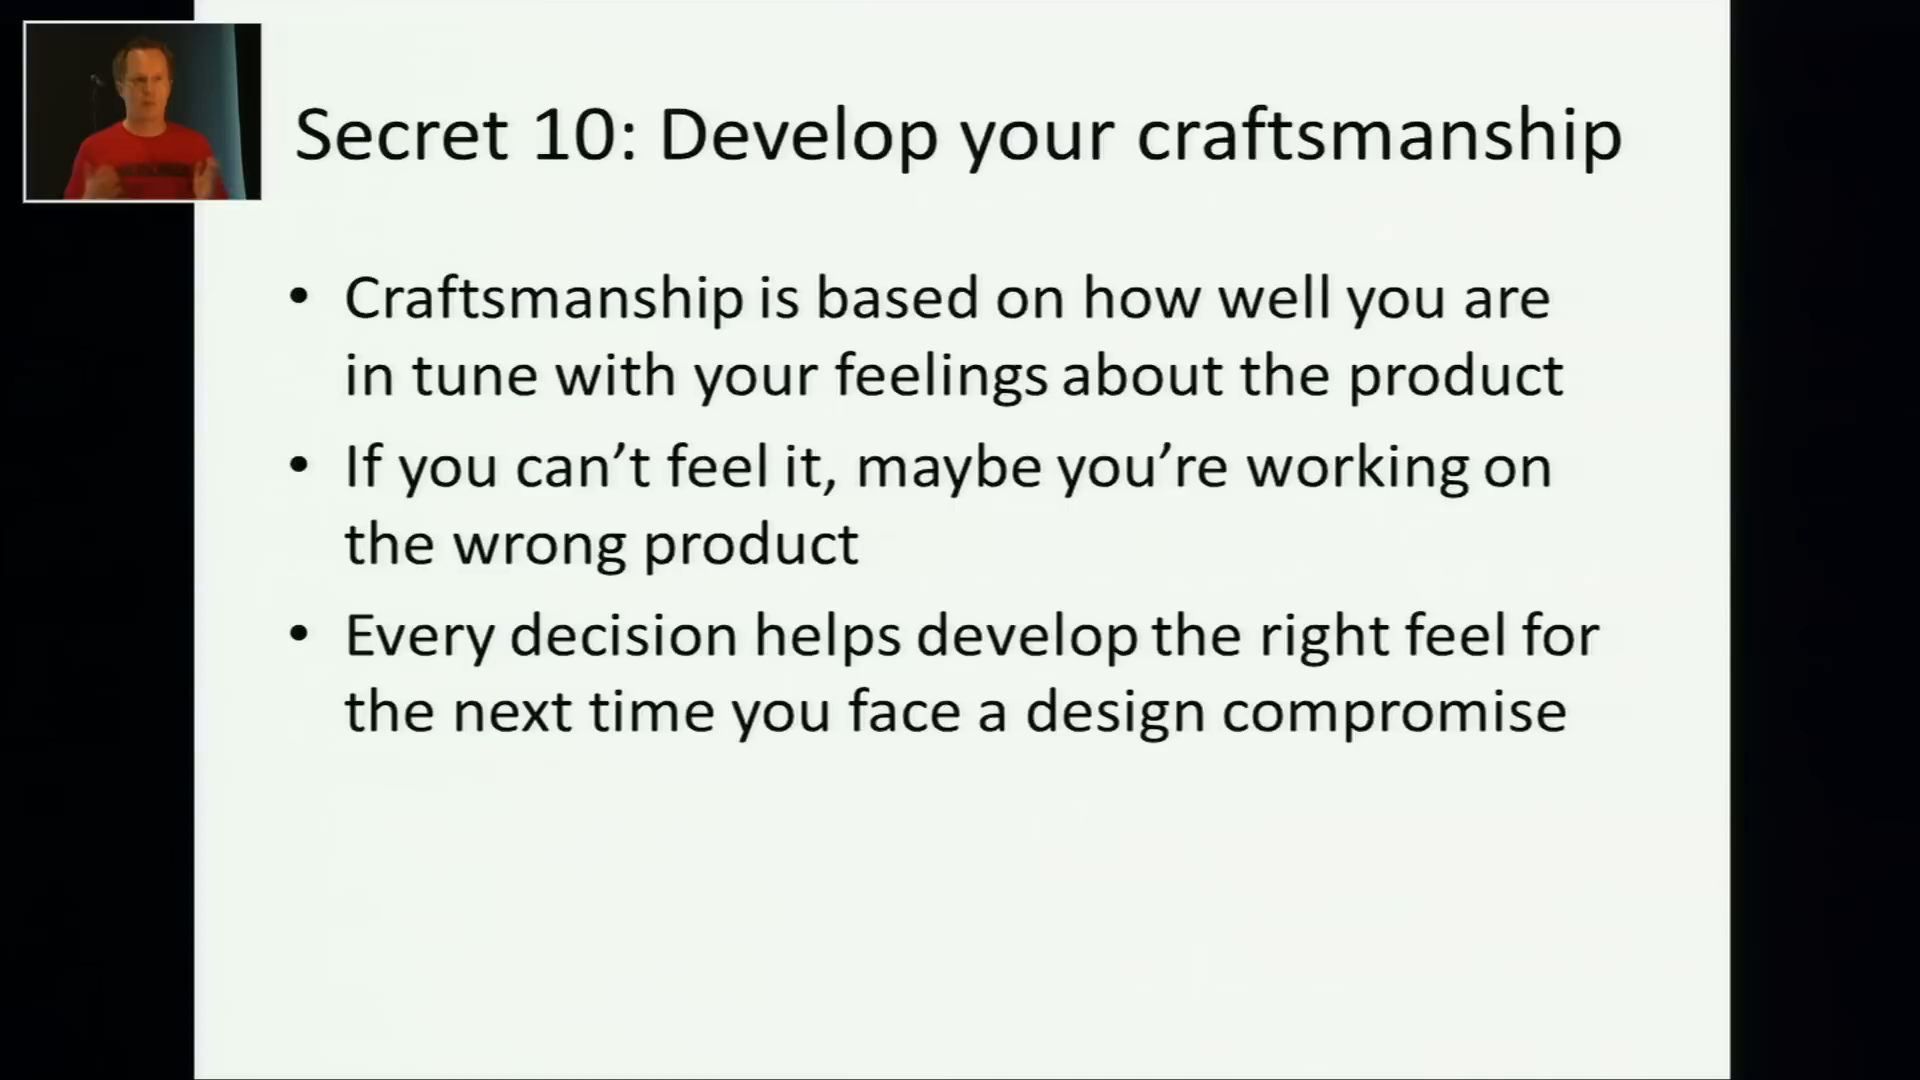 Secret 10: Develop your craftsmanship
• Craftsmanship is based on how well you are
in tune with your feelings about the product
• If you can’t feel it, maybe you’re working on
the wrong product
• Every decision helps develop the right feel for
the next time you face a design compromise